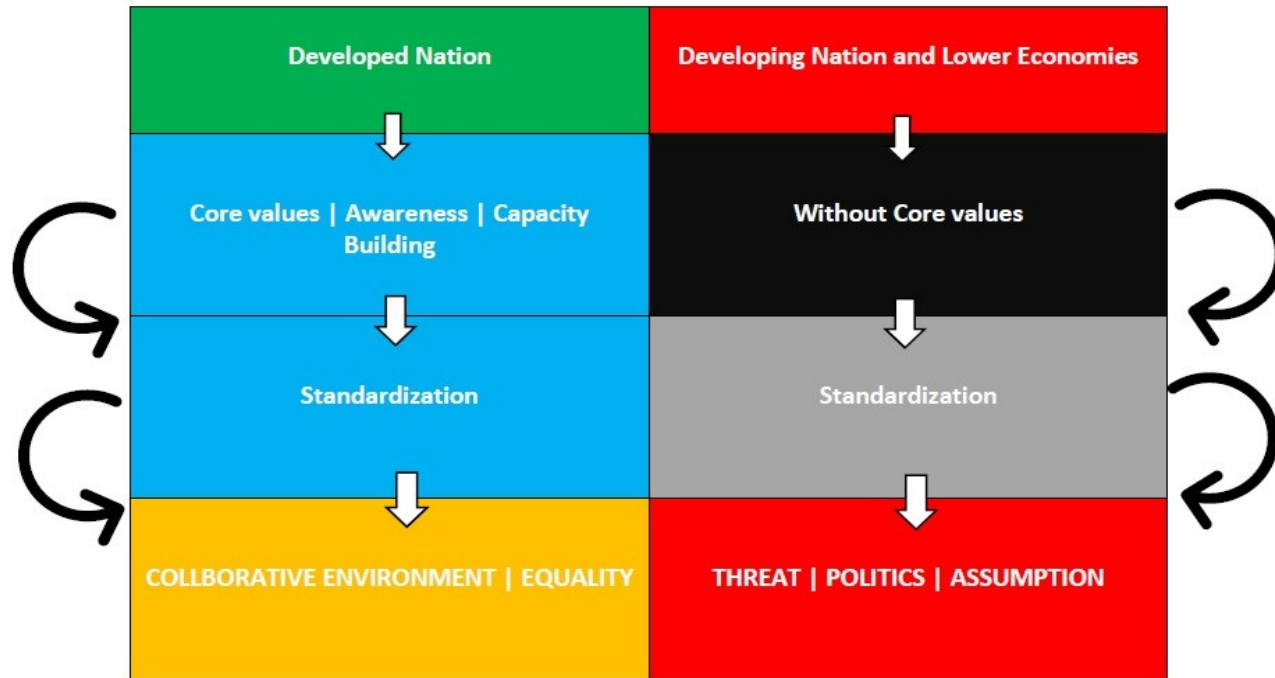 Developed Nation
Developing Nation and Lower Economies
Core values | Awareness | Capacity
Building
Without Core values
Standardization
Standardization
COLLBORATIVE ENVIRONMENT | EQUALITY
THREAT | POLITICS | ASSUMPTION